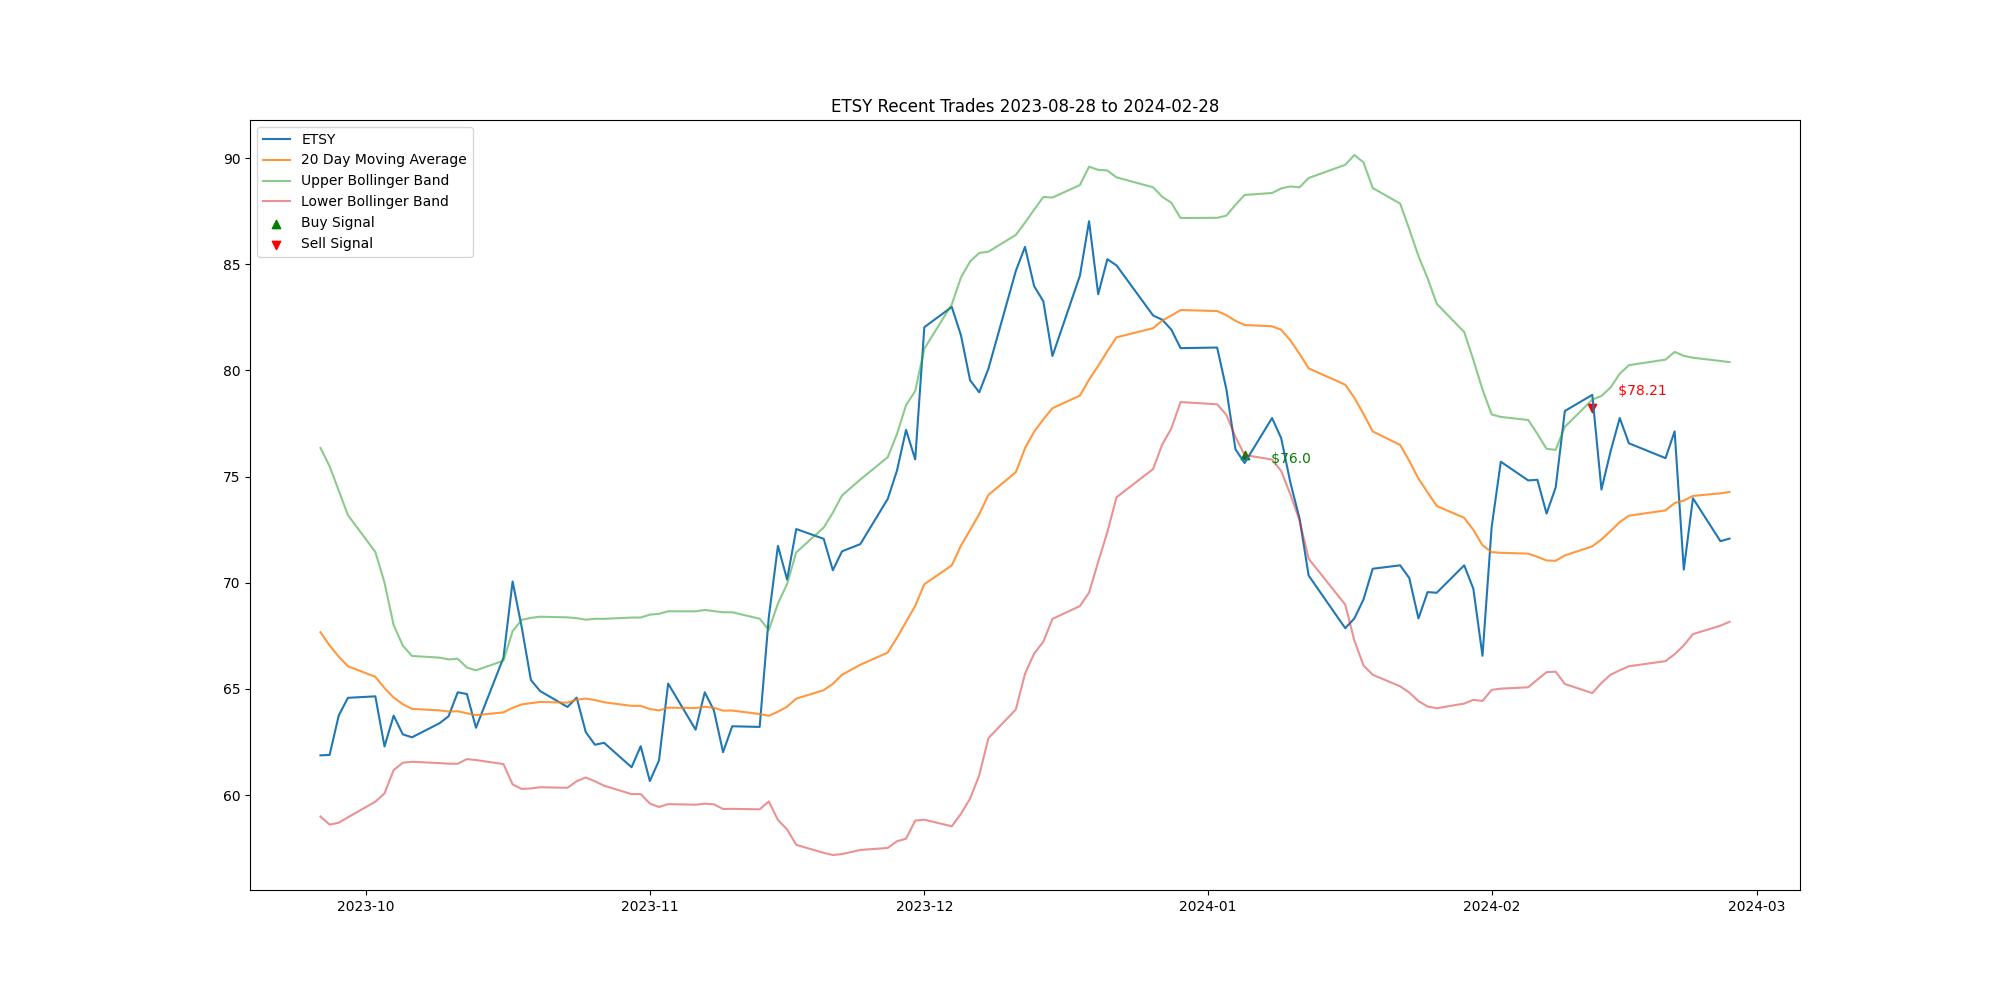 ETSY Recent Trades 2023-08-28 to 2024-02-28
ETSY
20 Day Moving Average
Upper Bollinger Band
Lower Bollinger Band
Buy Signal
Sell Signal
90
85
80
75
70
65
60
$78.21
$76.0
2023-10
2023-11
2023-12
2024-01
2024-02
2024-03